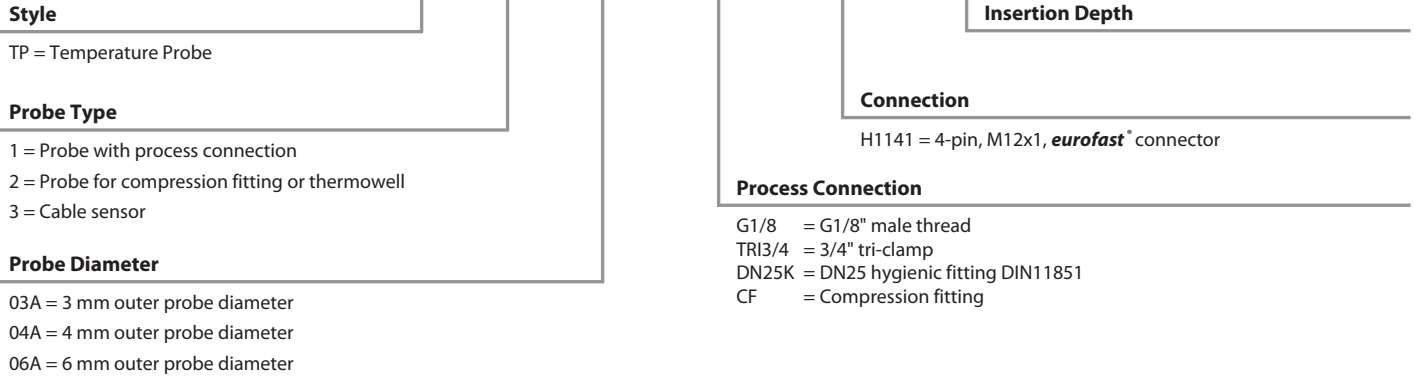 Style
TP = Temperature Probe
Probe Type
1 = Probe with process connection
2 = Probe for compression fitting or thermowell
3 = Cable sensor
Probe Diameter
03A = 3 mm outer probe diameter
04A = 4 mm outer probe diameter
06A = 6 mm outer probe diameter
Insertion Depth
Connection
H1141 = 4-pin, M12x1, eurofast® connector
Process Connection
G1/8 = G1/8" male thread
TRI3/4 = 3/4" tri-clamp
DN25K = DN25 hygienic fitting DIN11851
CF = Compression fitting